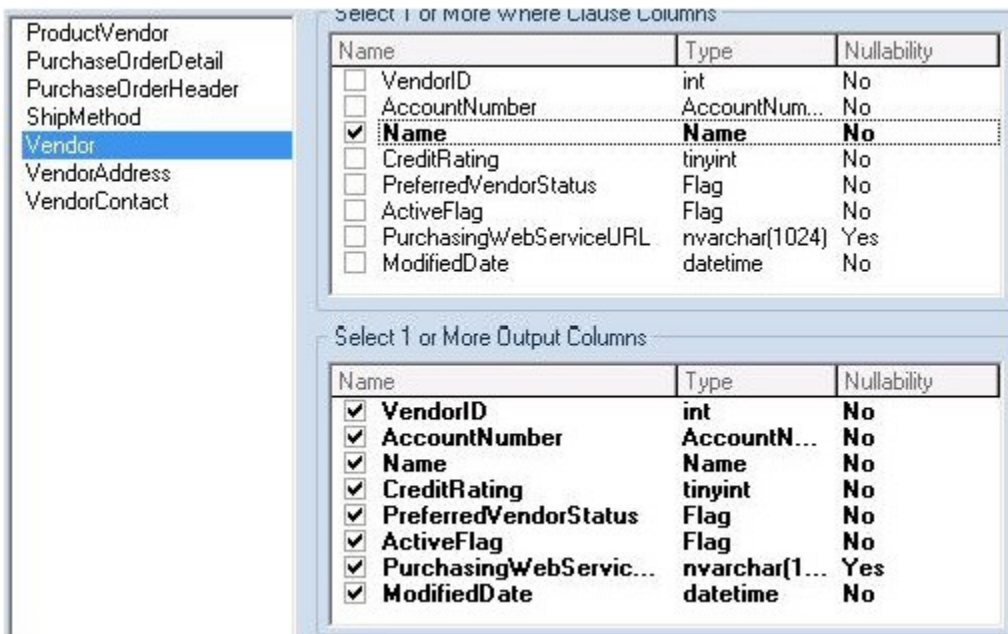 ProductVendor
PurchaseOrderDetail
PurchaseOrderHeader
ShipMethod
Vendor
VendorAddress
VendorContact
Select 1 or More Where Clause Columns
Name Type Nullability
VendorID int No
AccountNumber AccountNum... No
Name Name No
CreditRating tinyint No
PreferredVendorStatus Flag No
ActiveFlag Flag No
PurchasingWebServiceURL nvarchar(1024) Yes
ModifiedDate datetime No
Select 1 or More Output Columns
Name Type Nullability
VendorID int No
AccountNumber AccountN... No
Name Name No
CreditRating tinyint No
PreferredVendorStatus Flag No
ActiveFlag Flag No
PurchasingWebServic... nvarchar(1... Yes
ModifiedDate datetime No